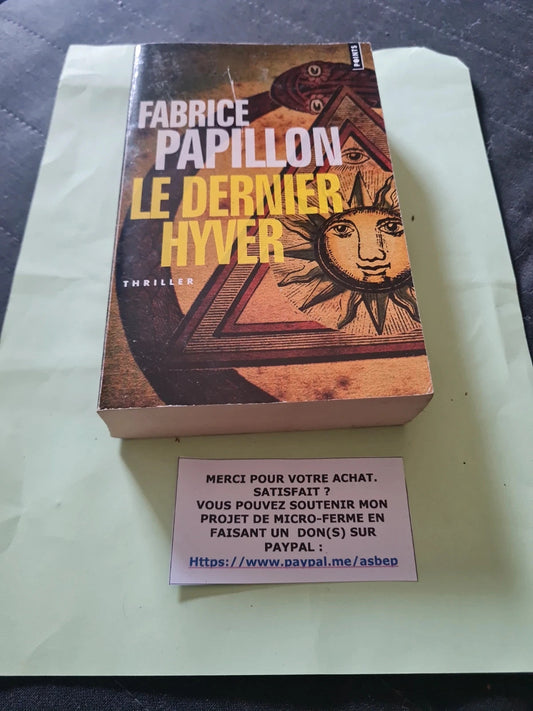 POINTS
FABRICE
PAPILLON
LE DERNIER
HYVER
THRILLER
MERCI POUR VOTRE ACHAT.
SATISFAIT ?
VOUS POUVEZ SOUTENIR MON
PROJET DE MICRO-FERME EN
FAISANT UN DON(S) SUR
PAYPAL :
Https://www.paypal.me/asbep